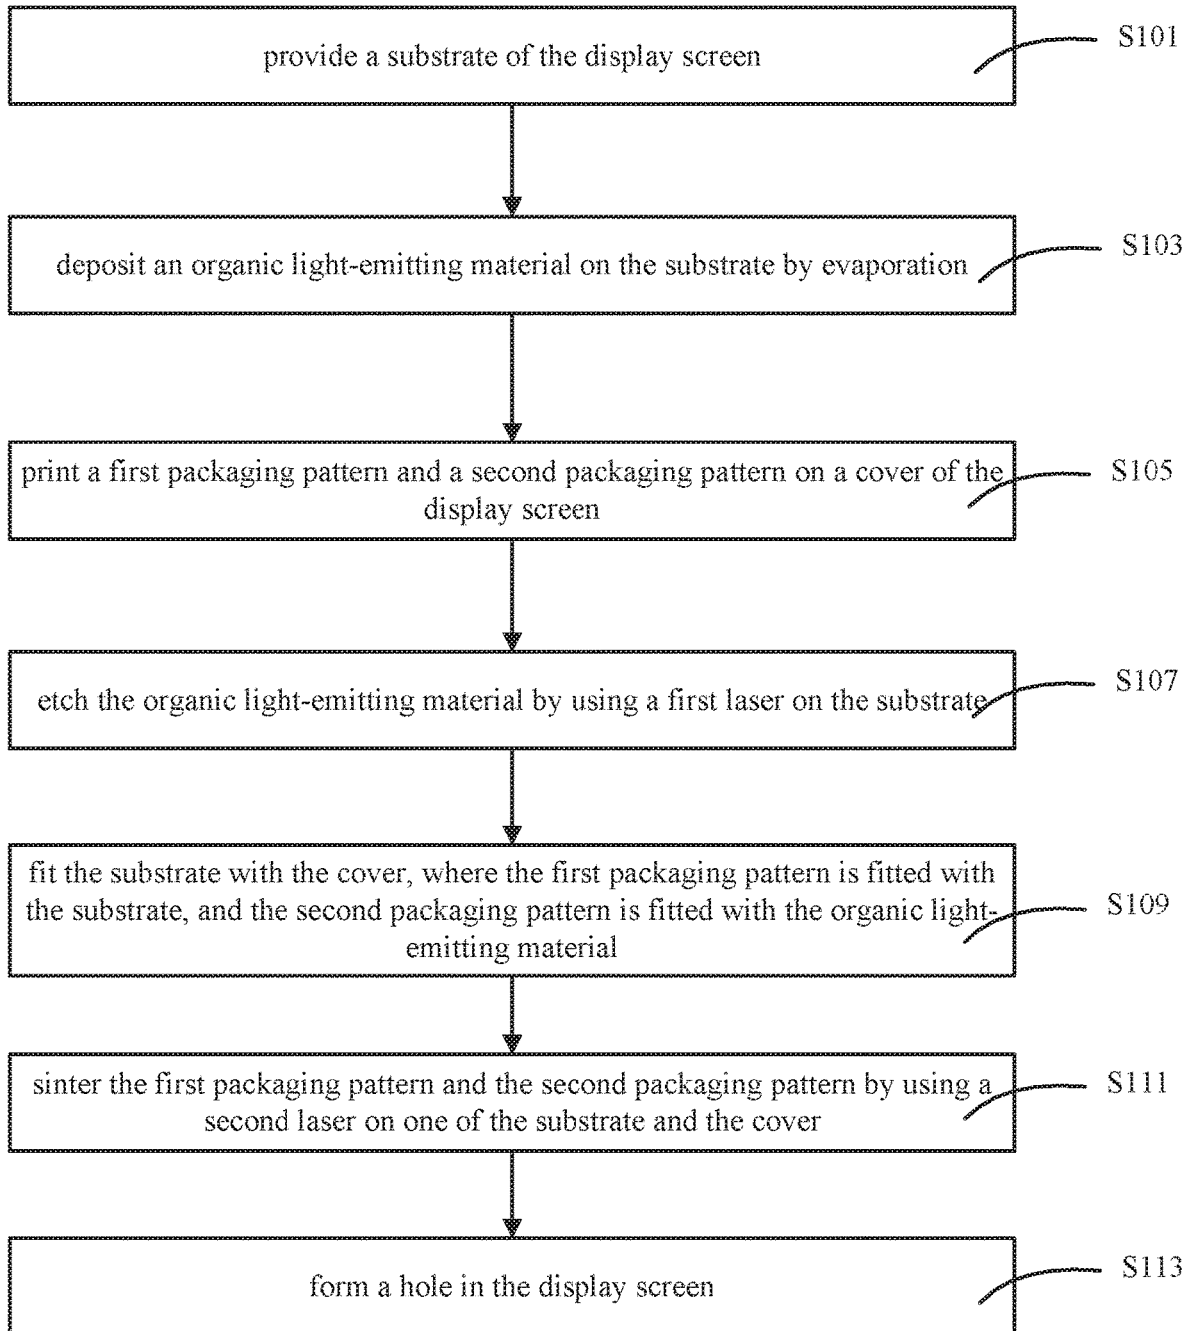 provide a substrate of the display screen
S101
deposit an organic light-emitting material on the substrate by evaporation
S103
print a first packaging pattern and a second packaging pattern on a cover of the
display screen
S105
etch the organic light-emitting material by using a first laser on the substrate
S107
fit the substrate with the cover, where the first packaging pattern is fitted with
the substrate, and the second packaging pattern is fitted with the organic light-
emitting material
S109
sinter the first packaging pattern and the second packaging pattern by using a
second laser on one of the substrate and the cover
S111
form a hole in the display screen
S113